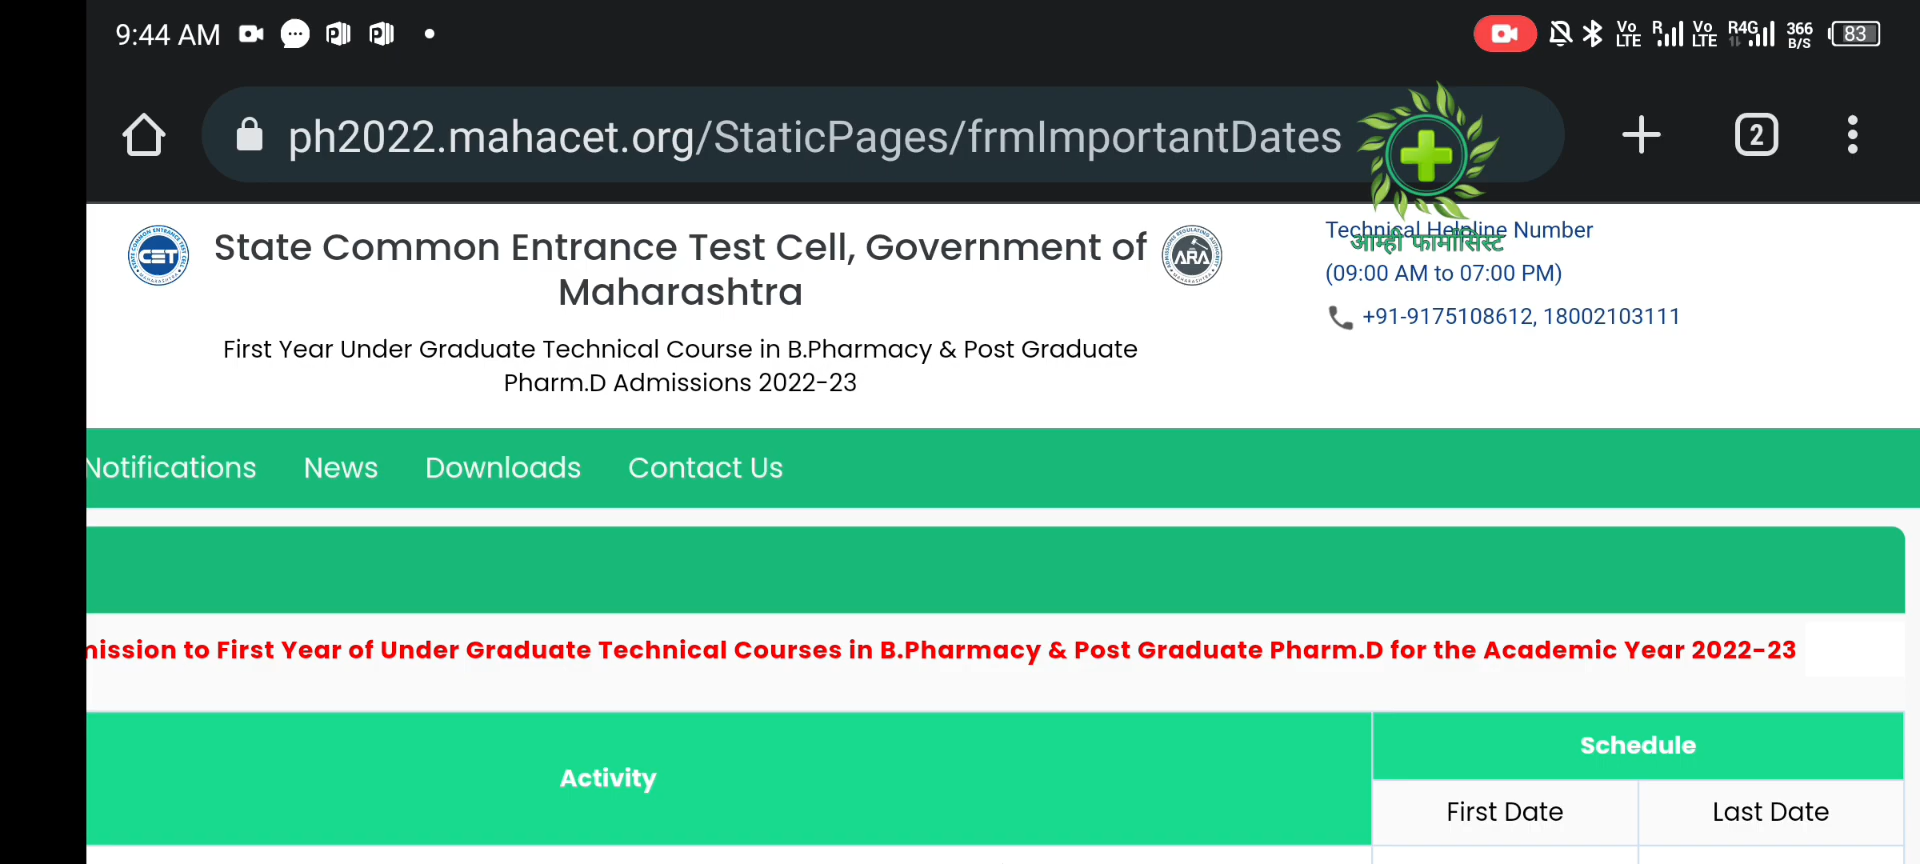 9:44 AM
Vo LTE R Vo LTE R4G 366 B/S 83
ph2022.mahacet.org/StaticPages/frmImportantDates
2
CET
State Common Entrance Test Cell, Government of
Maharashtra
ARA
First Year Under Graduate Technical Course in B.Pharmacy & Post Graduate
Pharm.D Admissions 2022-23
Technical Helpline Number
आम्ही फार्मासिस्ट
(09:00 AM to 07:00 PM)
+91-9175108612, 18002103111
Notifications News Downloads Contact Us
mission to First Year of Under Graduate Technical Courses in B.Pharmacy & Post Graduate Pharm.D for the Academic Year 2022-23
Activity
Schedule
First Date Last Date